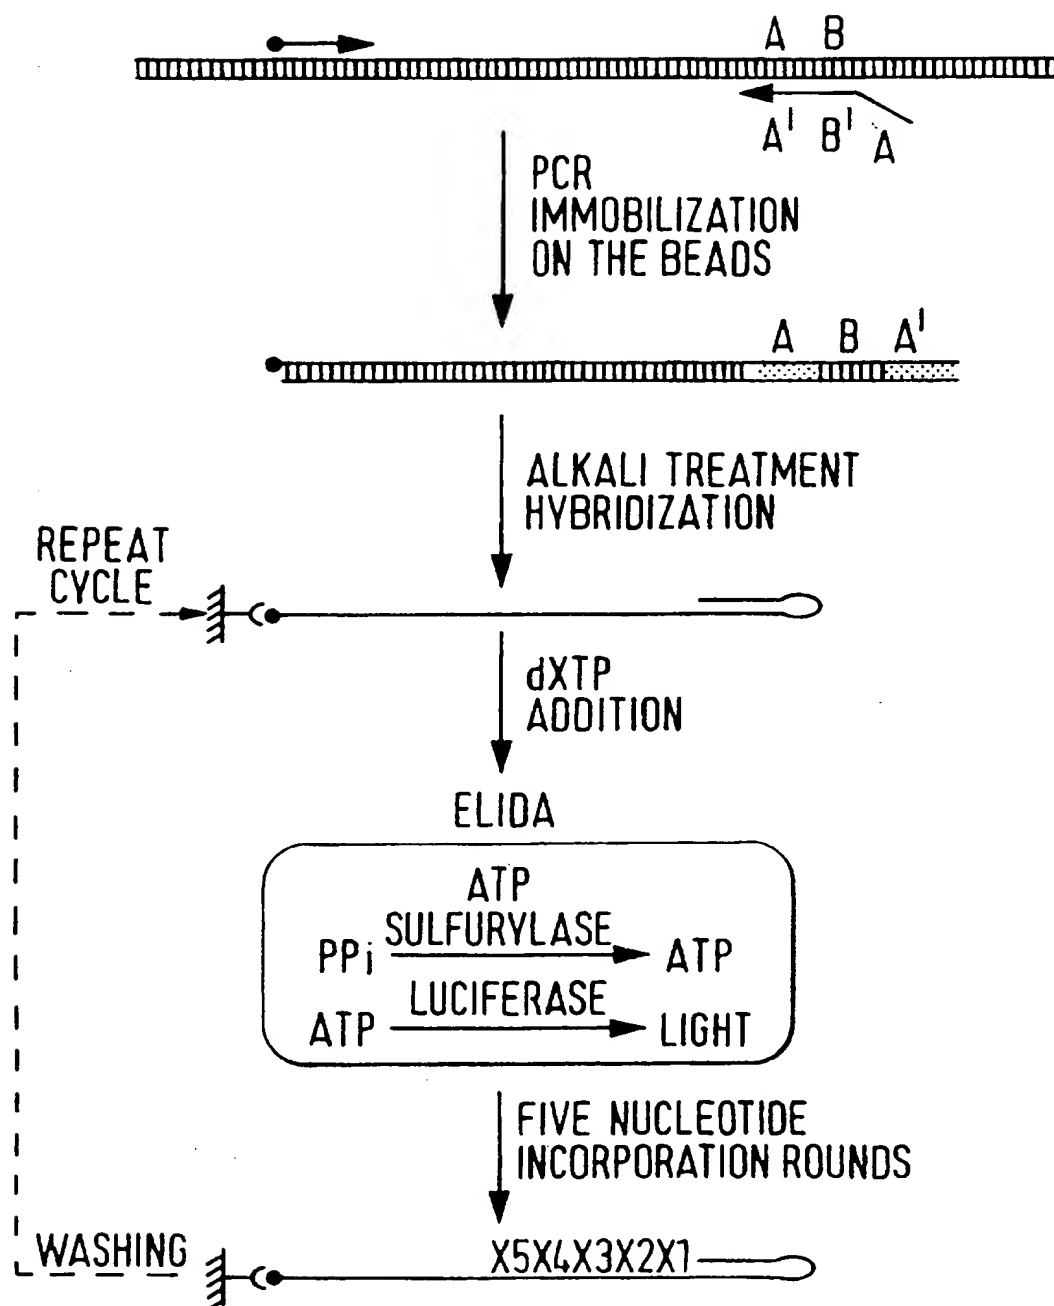 A B
A' B' A
PCR
IMMOBILIZATION
ON THE BEADS
A B A'
ALKALI TREATMENT
HYBRIDIZATION
REPEAT
CYCLE
dXTP
ADDITION
ELIDA
ATP
SULFURYLASE
PPi ATP
LUCIFERASE
ATP LIGHT
FIVE NUCLEOTIDE
INCORPORATION ROUNDS
WASHING
X5X4X3X2X1